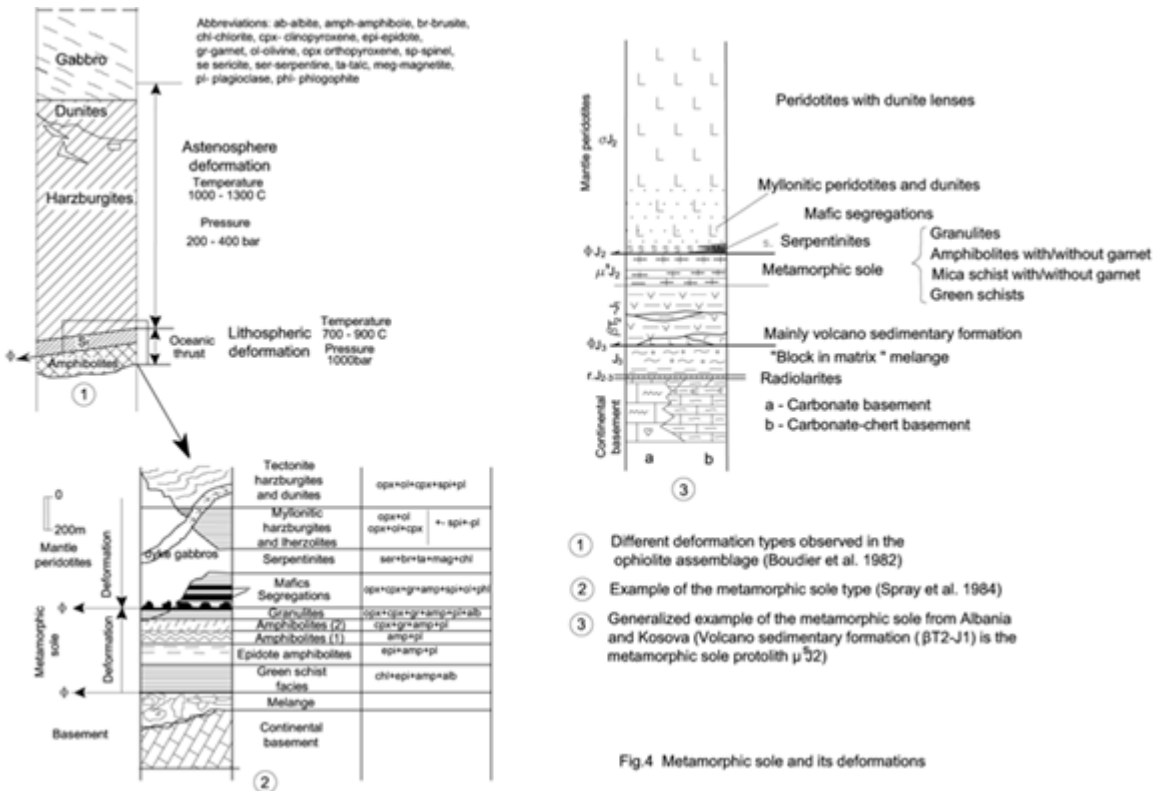 Abbreviations: ab-albite, amph-amphibole, br-brusite,
chl-chlorite, cpx- clinopyroxene, epi-epidote,
gr-garnet, ol-olivine, opx orthopyroxene, sp-spinel,
se sericite, ser-serpentine, ta-talc, meg-magnetite,
pl- plagioclase, phl- phlogophite
Gabbro
Dunites
Harzburgites
Astenosphere
deformation
Temperature
1000 - 1300 C
Pressure
200 - 400 bar
Oceanic
thrust
Lithospheric
deformation
Temperature
700 - 900 C
Pressure
1000bar
ϕ
Amphibolites
1
0
200m
Mantle
peridotites
Deformation
Metamorphic
sole
Deformation
ϕ
ϕ
Basement
dyke gabbros
Tectonite
harzburgites
and dunites
opx+ol+cpx+spi+pl
Myllonitic
harzburgites
and lherzolites
opx+ol
opx+ol+cpx
+- spi+-pl
Serpentinites
ser+br+ta+mag+chl
Mafics
Segregations
opx+cpx+gr+amp+spi+ol+phl
Granulites
opx+cpx+gr+amp+pl+alb
Amphibolites (2)
cpx+gr+amp+pl
Amphibolites (1)
amp+pl
Epidote amphibolites
epi+amp+pl
Green schist
facies
chl+epi+amp+alb
Melange
Continental
basement
2
Mantle peridotites
σJ2
Peridotites with dunite lenses
Myllonitic peridotites and dunites
Mafic segregations
ϕJ2
s.
Serpentinites
μˢJ2
Metamorphic sole
Granulites
Amphibolites with/without garnet
Mica schist with/without garnet
Green schists
βT2-J1
Mainly volcano sedimentary formation
ϕJ3
J3
"Block in matrix " melange
r.J2-3
Radiolarites
Continental
basement
a - Carbonate basement
b - Carbonate-chert basement
a b
3
1 Different deformation types observed in the
ophiolite assemblage (Boudier et al. 1982)
2 Example of the metamorphic sole type (Spray et al. 1984)
3 Generalized example of the metamorphic sole from Albania
and Kosova (Volcano sedimentary formation ( βT2-J1) is the
metamorphic sole protolith μˢJ2)
Fig.4 Metamorphic sole and its deformations